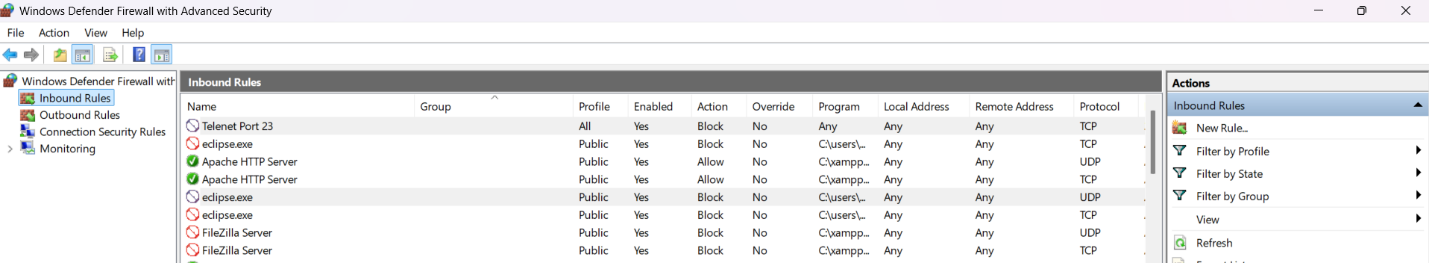 Windows Defender Firewall with Advanced Security
File Action View Help
Windows Defender Firewall with
Inbound Rules
Outbound Rules
Connection Security Rules
Monitoring
Inbound Rules
Name Group Profile Enabled Action Override Program Local Address Remote Address Protocol
Telenet Port 23 All Yes Block No Any Any Any TCP
eclipse.exe Public Yes Block No C:\users\... Any Any TCP
Apache HTTP Server Public Yes Allow No C:\xampp... Any Any UDP
Apache HTTP Server Public Yes Allow No C:\xampp... Any Any TCP
eclipse.exe Public Yes Block No C:\users\... Any Any UDP
eclipse.exe Public Yes Block No C:\users\... Any Any TCP
FileZilla Server Public Yes Block No C:\xampp... Any Any UDP
FileZilla Server Public Yes Block No C:\xampp... Any Any TCP
Actions
Inbound Rules
New Rule...
Filter by Profile
Filter by State
Filter by Group
View
Refresh